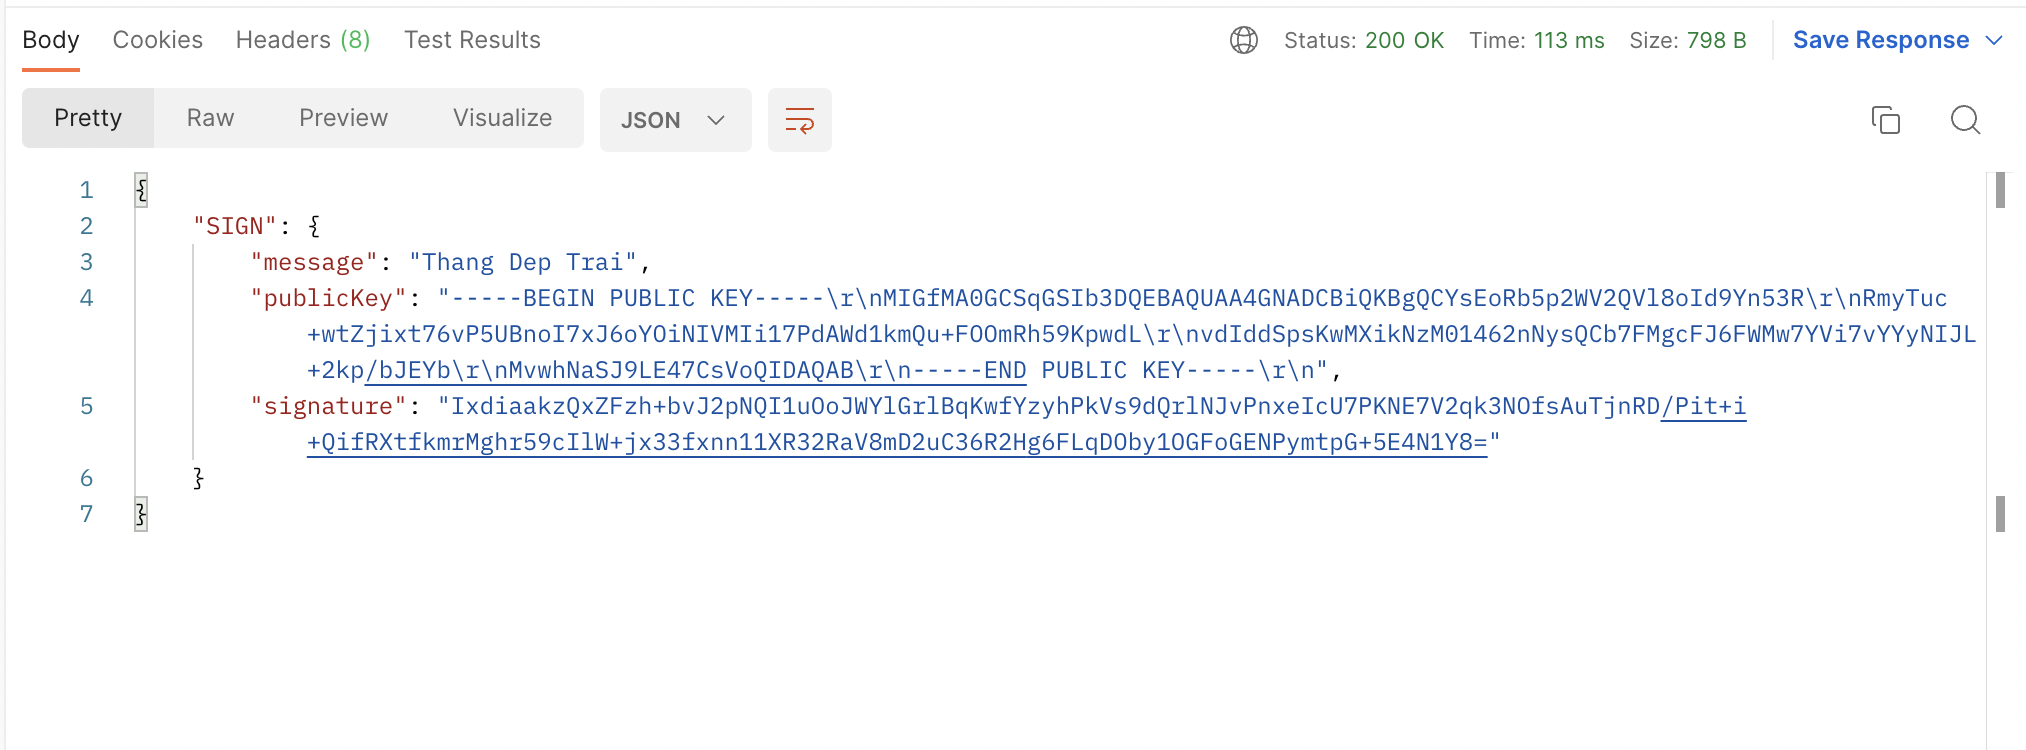 Body Cookies Headers (8) Test Results Status: 200 OK Time: 113 ms Size: 798 B Save Response
Pretty Raw Preview Visualize JSON
1 {
2 "SIGN": {
3 "message": "Thang Dep Trai",
4 "publicKey": "-----BEGIN PUBLIC KEY-----\r\nMIGfMA0GCSqGSIb3DQEBAQUAA4GNADCBiQKBgQCYsEoRb5p2WV2QVl8oId9Yn53R\r\nRmyTuc
+wtZjixt76vP5UBnoI7xJ6oYOiNIVMIi17PdAWd1kmQu+FOOmRh59KpwdL\r\nvdIddSpsKwMXikNzM01462nNysQCb7FMgcFJ6FWMw7YVi7vYYyNIJL
+2kp/bJEYb\r\nMvwhNaSJ9LE47CsVoQIDAQAB\r\n-----END PUBLIC KEY-----\r\n",
5 "signature": "IxdiaakzQxZFzh+bvJ2pNQI1uOoJWYlGrlBqKwfYzyhPkVs9dQrlNJvPnxeIcU7PKNE7V2qk3NOfsAuTjnRD/Pit+i
+QifRXtfkmrMghr59cIlW+jx33fxnn11XR32RaV8mD2uC36R2Hg6FLqDOby1OGFoGENPymtpG+5E4N1Y8="
6 }
7 }